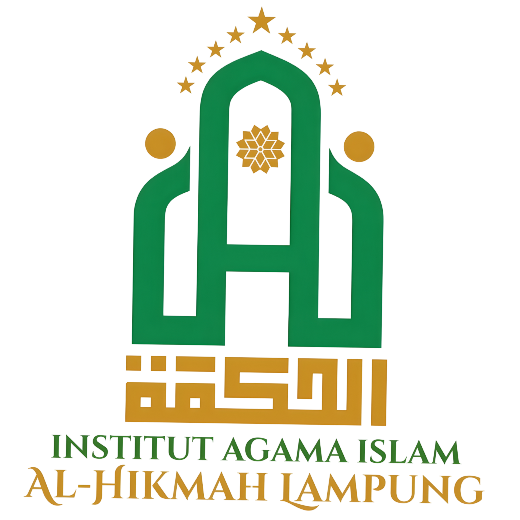 الحكمة
INSTITUT AGAMA ISLAM
AL-HIKMAH LAMPUNG